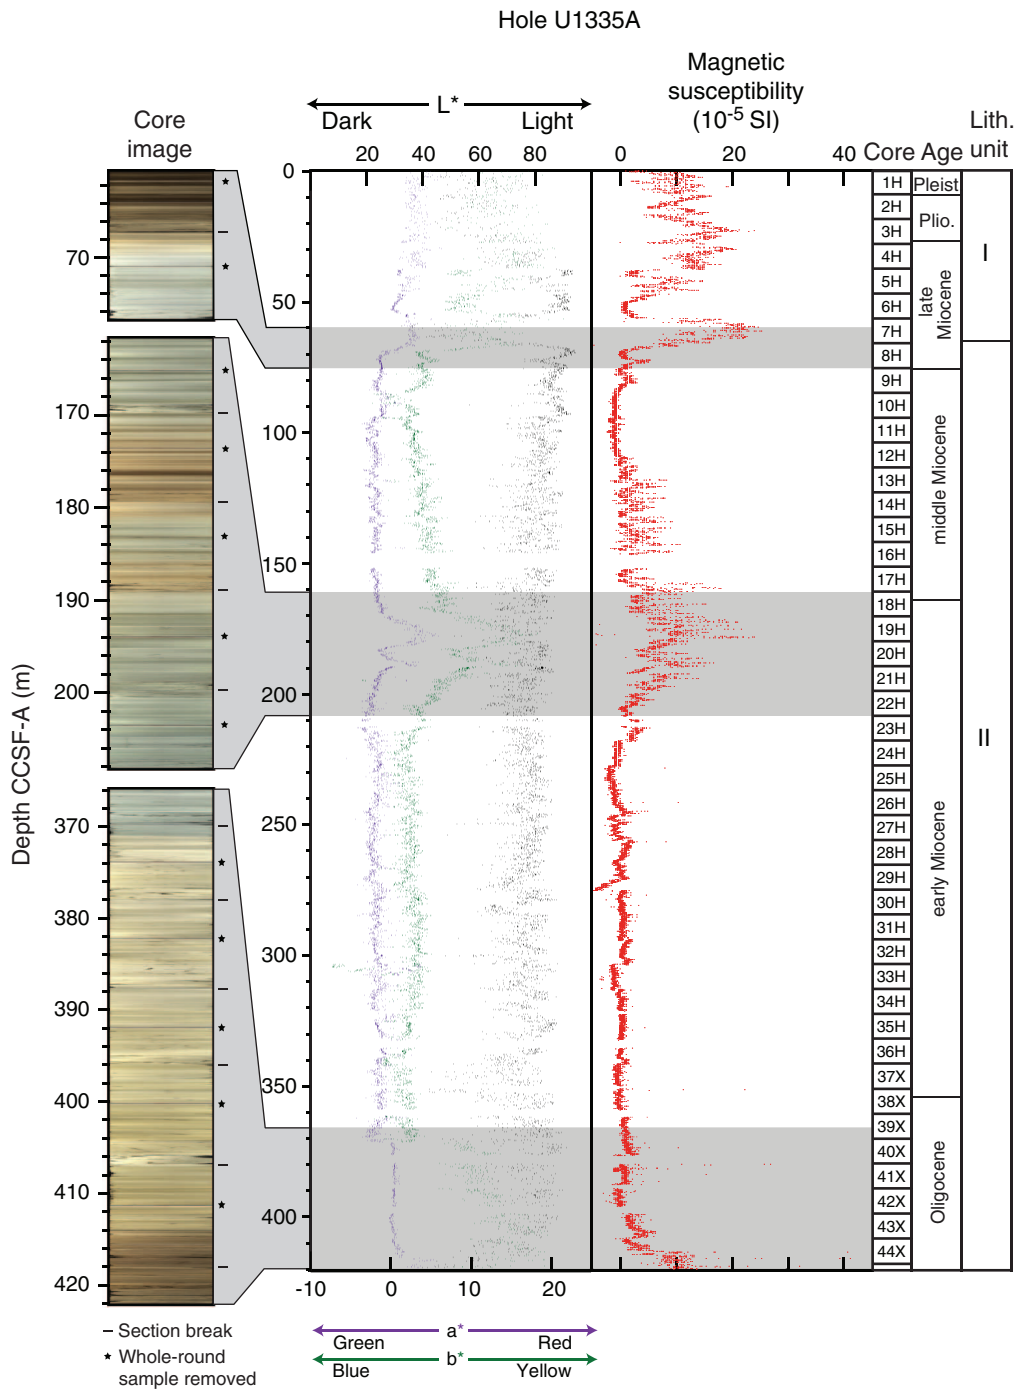 Hole U1335A
Core
image
L*
Dark
Light
20
40
60
80
Magnetic
susceptibility
(10-5 SI)
0
20
40
Core
Age
Lith.
unit
Depth CCSF-A (m)
70
170
180
190
200
370
380
390
400
410
420
0
50
100
150
200
250
300
350
400
1H
2H
3H
4H
5H
6H
7H
8H
9H
10H
11H
12H
13H
14H
15H
16H
17H
18H
19H
20H
21H
22H
23H
24H
25H
26H
27H
28H
29H
30H
31H
32H
33H
34H
35H
36H
37X
38X
39X
40X
41X
42X
43X
44X
Pleist
Plio.
late
Miocene
middle Miocene
early Miocene
Oligocene
I
II
-10
0
10
20
a*
Green
Red
b*
Blue
Yellow
– Section break
★ Whole-round
sample removed